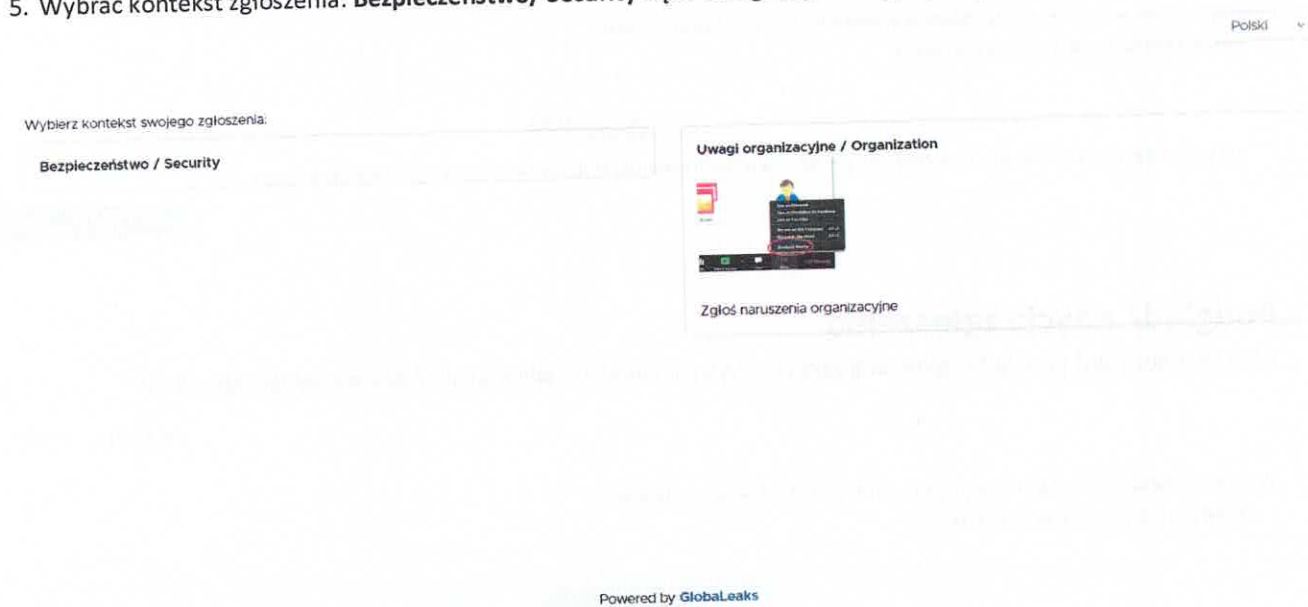 5. Wybrać kontekst zgłoszenia: Bezpieczeństwo/ Security
Polski
Wybierz kontekst swojego zgłoszenia:
Bezpieczeństwo / Security
Uwagi organizacyjne / Organization
Zgłoś naruszenia organizacyjne
Powered by GlobaLeaks